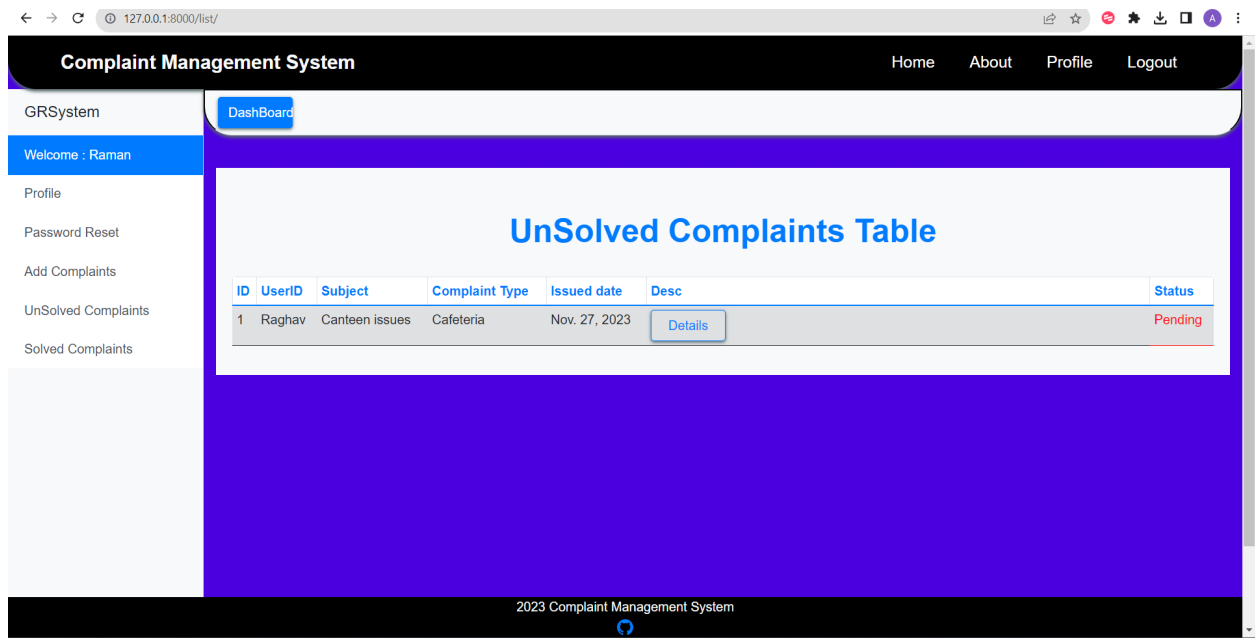 127.0.0.1:8000/list/
A
Complaint Management System Home About Profile Logout
GRSystem
DashBoard
Welcome : Raman
Profile
Password Reset
Add Complaints
UnSolved Complaints
Solved Complaints
UnSolved Complaints Table
ID UserID Subject Complaint Type Issued date Desc Status
1 Raghav Canteen issues Cafeteria Nov. 27, 2023 Details Pending
2023 Complaint Management System